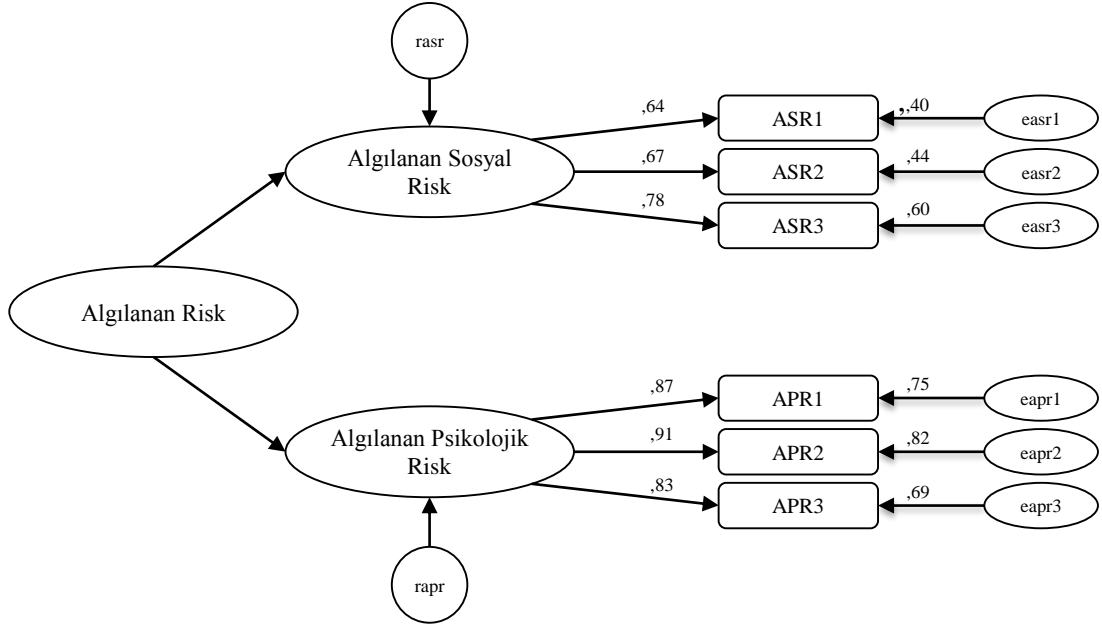 rasr
,64
ASR1
,,40
easr1
Algılanan Sosyal
Risk
,67
ASR2
,44
easr2
,78
ASR3
,60
easr3
Algılanan Risk
,87
APR1
,75
eapr1
Algılanan Psikolojik
Risk
,91
APR2
,82
eapr2
,83
APR3
,69
eapr3
rapr